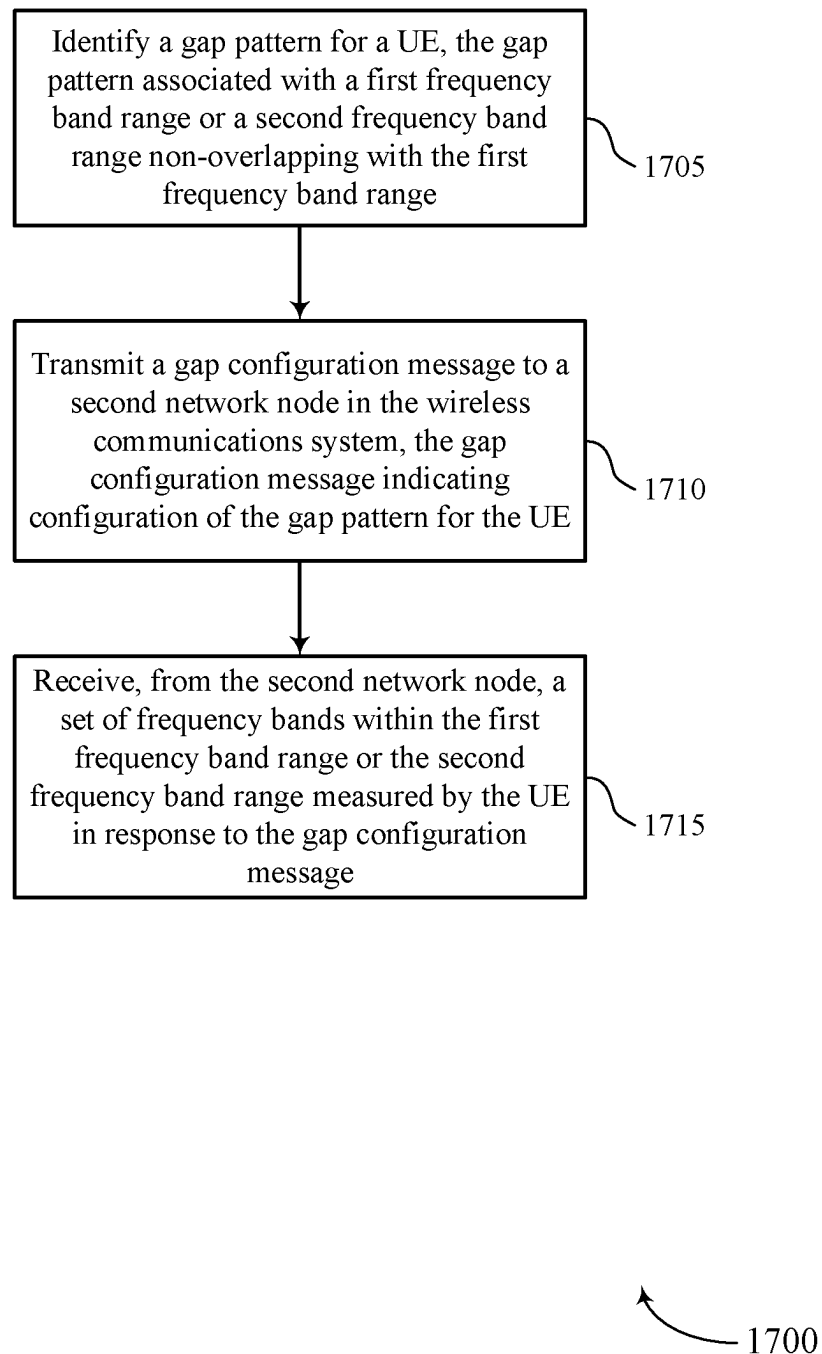 Identify a gap pattern for a UE, the gap
pattern associated with a first frequency
band range or a second frequency band
range non-overlapping with the first
frequency band range
1705
Transmit a gap configuration message to a
second network node in the wireless
communications system, the gap
configuration message indicating
configuration of the gap pattern for the UE
1710
Receive, from the second network node, a
set of frequency bands within the first
frequency band range or the second
frequency band range measured by the UE
in response to the gap configuration
message
1715
1700